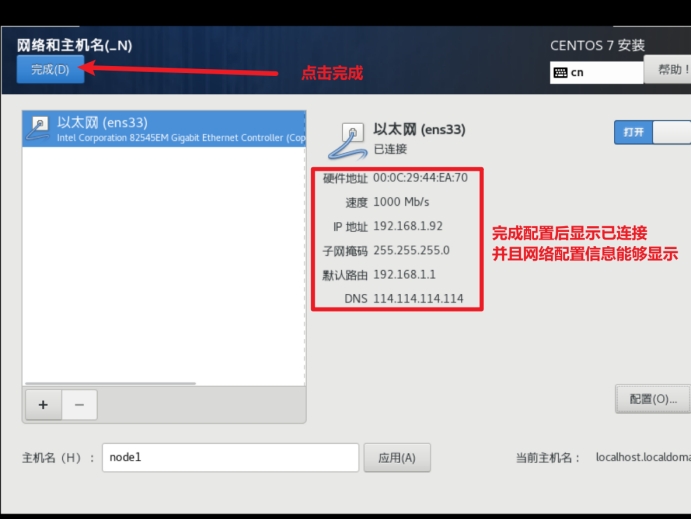 网络和主机名(_N)
CENTOS 7 安装
完成(D)
点击完成
cn
帮助！
以太网 (ens33)
Intel Corporation 82545EM Gigabit Ethernet Controller (Cop
以太网 (ens33)
已连接
打开
硬件地址 00:0C:29:44:EA:70
速度 1000 Mb/s
IP 地址 192.168.1.92
子网掩码 255.255.255.0
默认路由 192.168.1.1
DNS 114.114.114.114
完成配置后显示已连接
并且网络配置信息能够显示
+ −
配置(O)...
主机名（H）：
node1
应用(A)
当前主机名：
localhost.localdoma